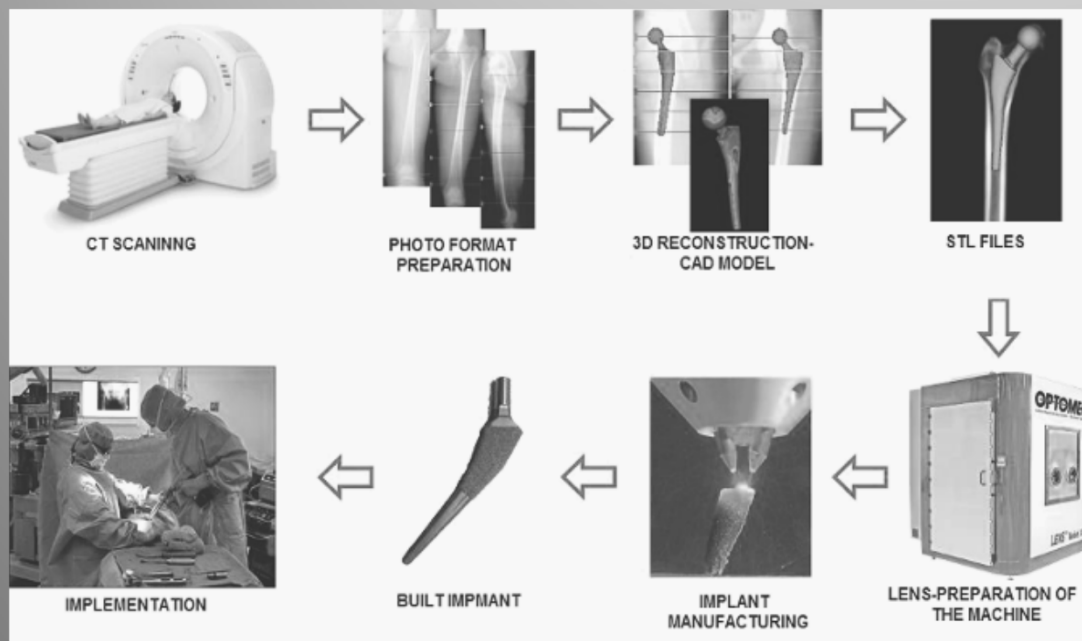 CT SCANINNG
PHOTO FORMAT
PREPARATION
3D RECONSTRUCTION-
CAD MODEL
STL FILES
OPTOME
LENS
LENS-PREPARATION OF
THE MACHINE
IMPLANT
MANUFACTURING
BUILT IMPMANT
IMPLEMENTATION